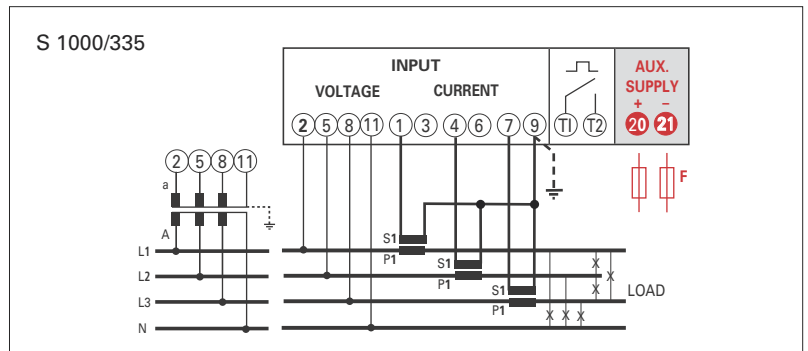 S 1000/335
INPUT
VOLTAGE CURRENT
AUX.
SUPPLY
+ –
2 5 8 11 1 3 4 6 7 9 T1 T2 20 21
2 5 8 11
a
F
A
S1
L1
P1
S1
L2
P1
X X
S1
X
LOAD
L3
P1
X X X
N